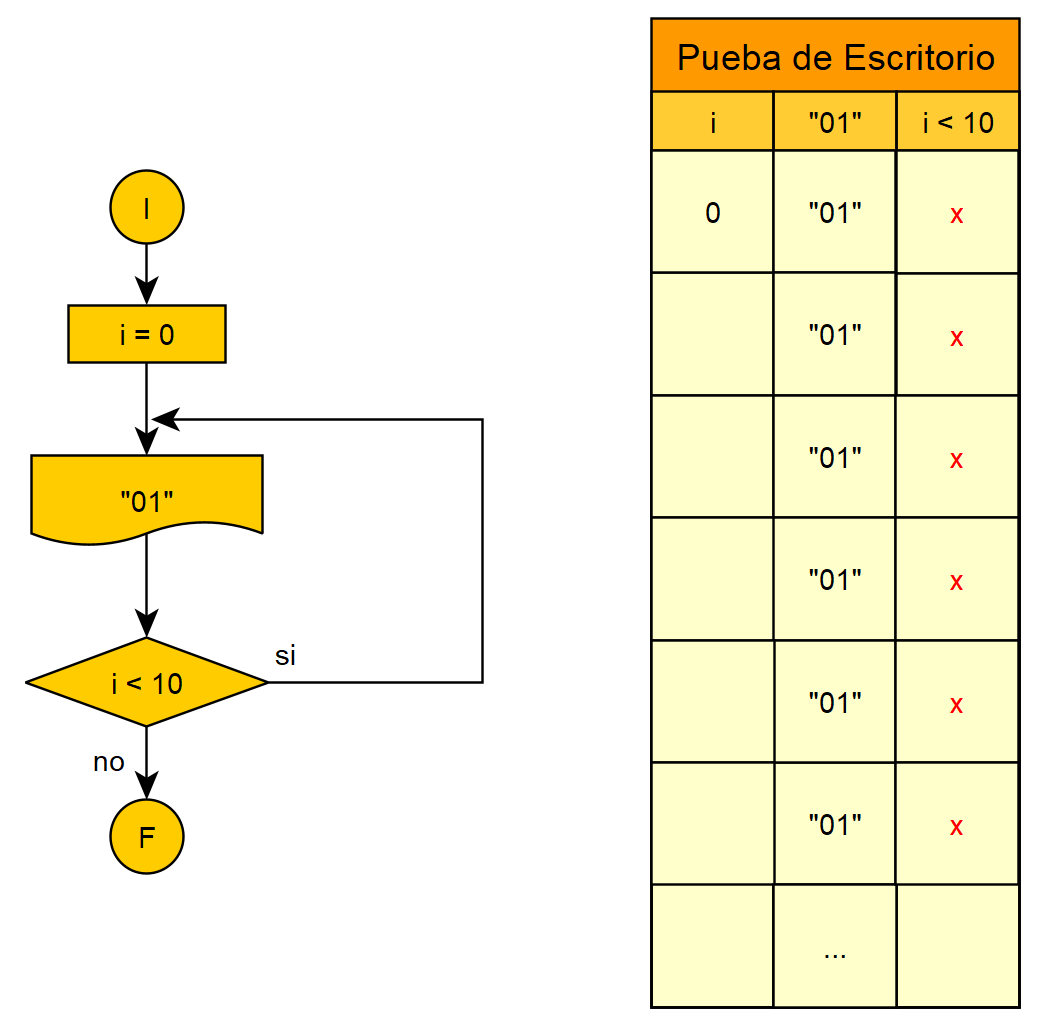 I
i = 0
"01"
i < 10
si
no
F
Pueba de Escritorio
i "01" i < 10
0 "01" x
"01" x
"01" x
"01" x
"01" x
"01" x
...